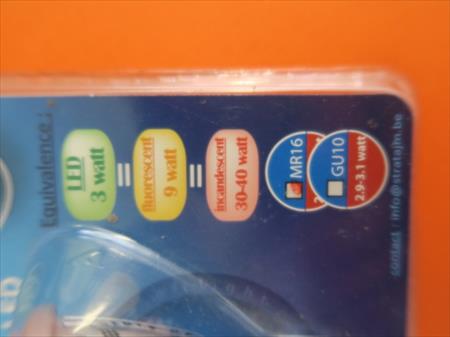 Equivalence :
LED
3 watt
=
fluorescent
9 watt
=
incandescent
30-40 watt
MR16
GU10
2.9-3.1 watt
contact : info@stratajm.be